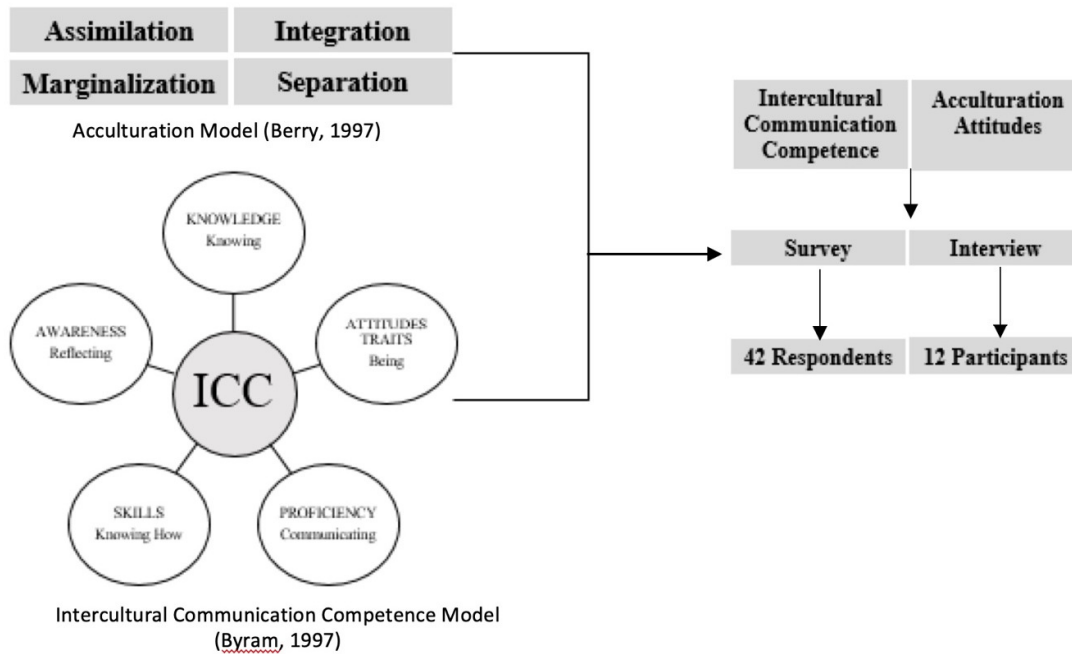 Assimilation
Integration
Marginalization
Separation
Acculturation Model (Berry, 1997)
KNOWLEDGE
Knowing
AWARENESS
Reflecting
ATTITUDES
TRAITS
Being
ICC
SKILLS
Knowing How
PROFICIENCY
Communicating
Intercultural Communication Competence Model
(Byram, 1997)
Intercultural
Communication
Competence
Acculturation
Attitudes
Survey
Interview
42 Respondents
12 Participants